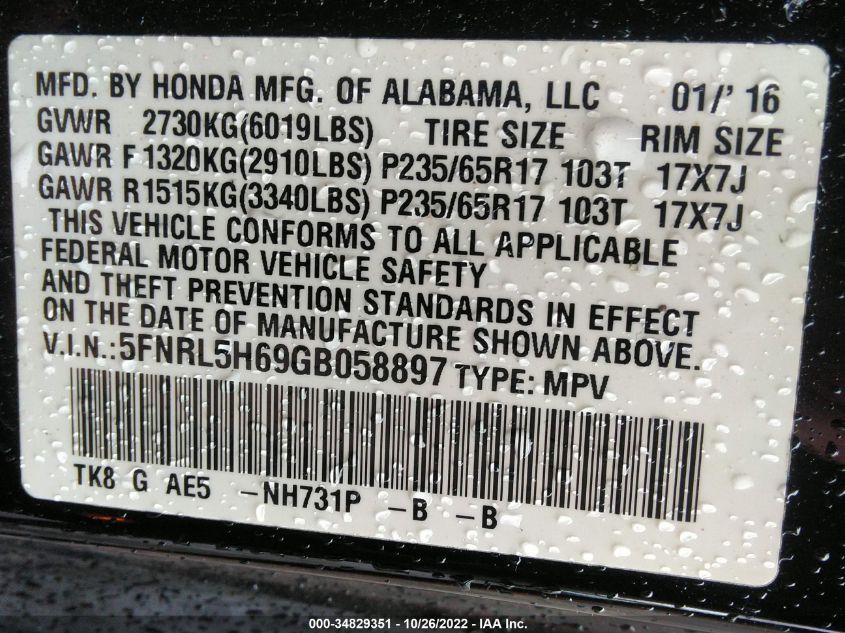 MFD. BY HONDA MFG. OF ALABAMA, LLC 01/' 16
GVWR 2730KG(6019LBS) TIRE SIZE RIM SIZE
GAWR F 1320KG(2910LBS) P235/65R17 103T 17X7J
GAWR R1515KG(3340LBS) P235/65R17 103T 17X7J
THIS VEHICLE CONFORMS TO ALL APPLICABLE
FEDERAL MOTOR VEHICLE SAFETY
AND THEFT PREVENTION STANDARDS IN EFFECT
ON THE DATE OF MANUFACTURE SHOWN ABOVE.
V.I.N.:5FNRL5H69GB058897 TYPE: MPV
TK8 G AE5 -NH731P -B -B
000-34829351 - 10/26/2022 - IAA Inc.